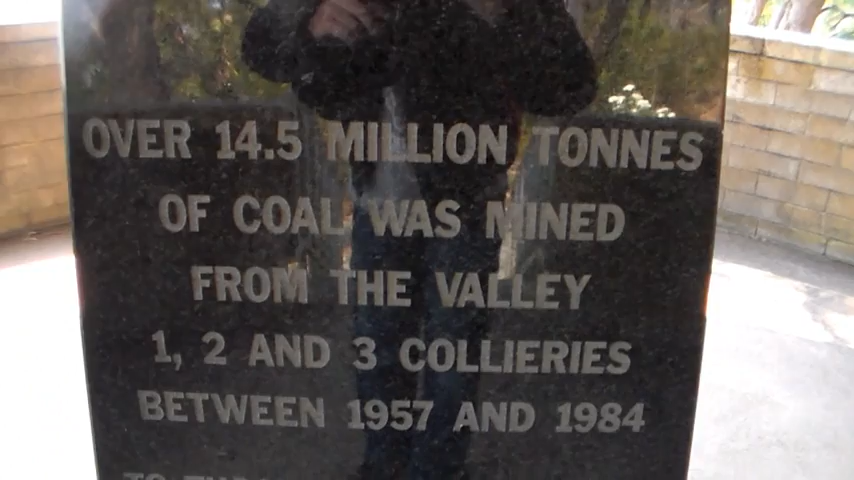 OVER 14.5 MILLION TONNES
OF COAL WAS MINED
FROM THE VALLEY
1, 2 AND 3 COLLIERIES
BETWEEN 1957 AND 1984